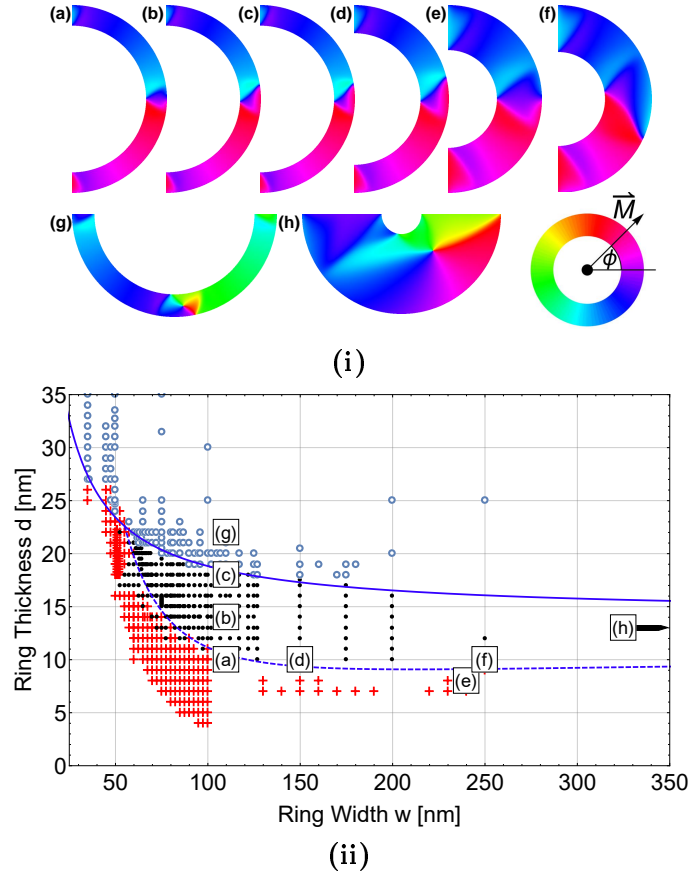 (a) (b) (c) (d) (e) (f)
(g) (h) M ϕ
(i)
35
30
25
20
15
10
5
0
Ring Thickness d [nm]
(g)
(c)
(b)
(h)
(a) (d) (f)
(e)
50 100 150 200 250 300 350
Ring Width w [nm]
(ii)